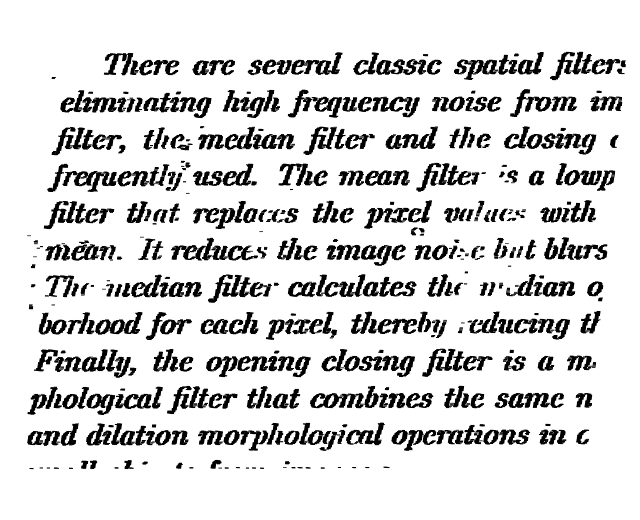 There are several classic spatial filters
eliminating high frequency noise from im
filter, the median filter and the closing
frequently used. The mean filter is a lowp
filter that replaces the pixel values with
mean. It reduces the image noise but blurs
The median filter calculates the median o
borhood for each pixel, thereby reducing th
Finally, the opening closing filter is a m
phological filter that combines the same n
and dilation morphological operations in c